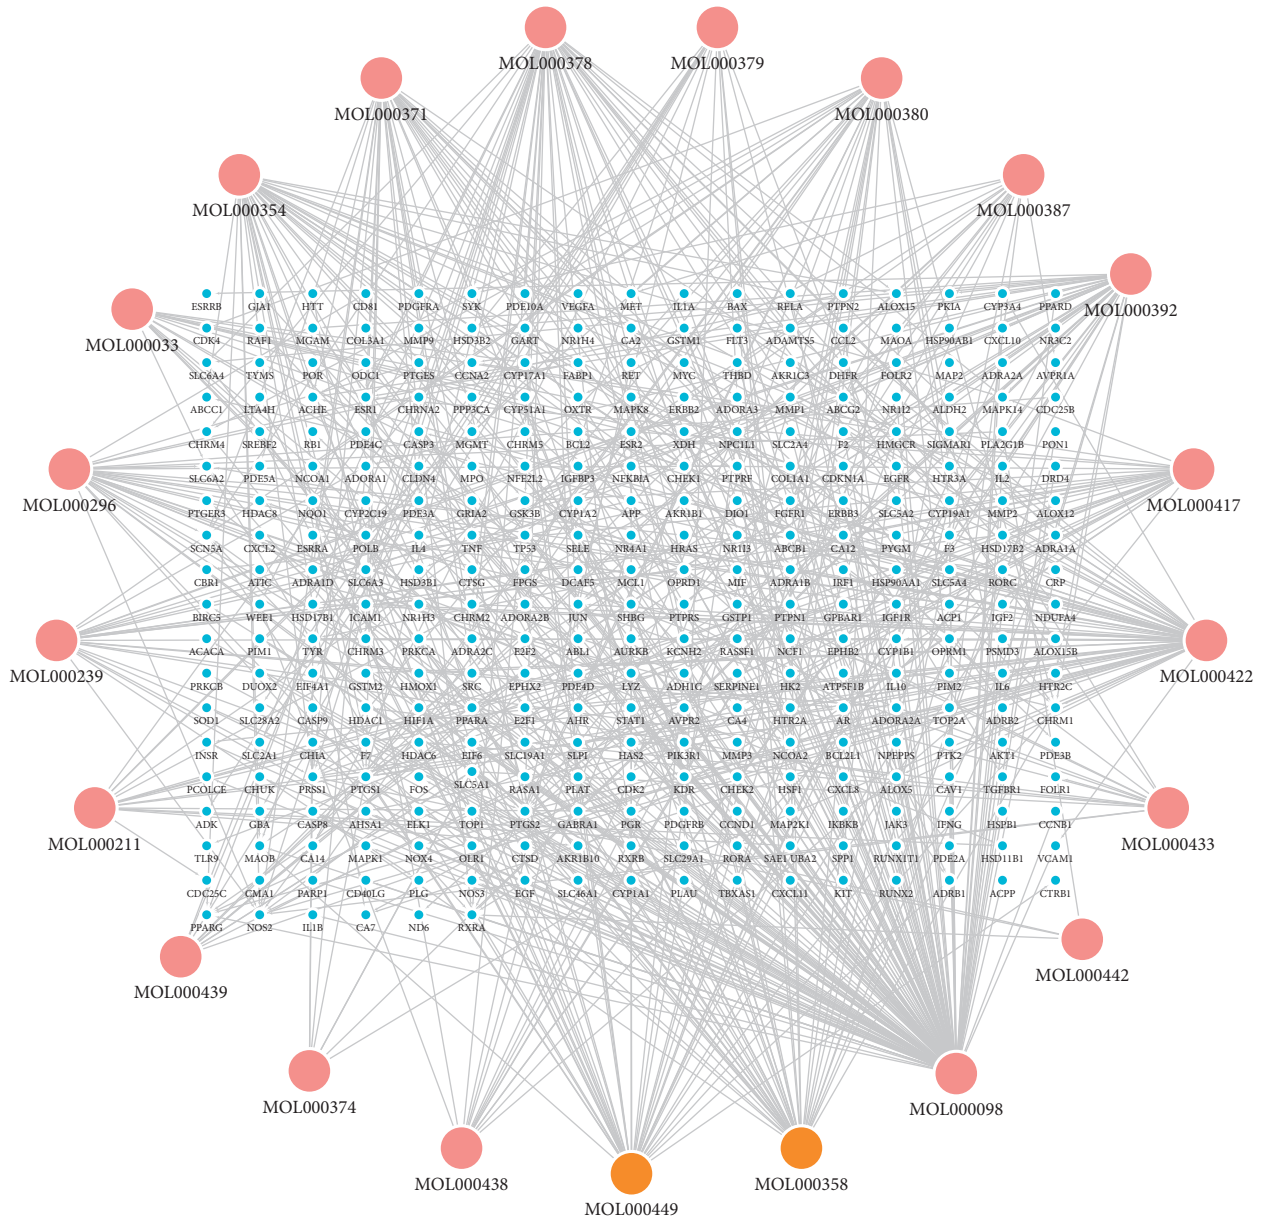 MOL000378
MOL000379
MOL000371
MOL000380
MOL000354
MOL000387
MOL000033
MOL000392
ESRRB GJA1 HTT CD81 PDGFRA SYK PDE10A VEGFA MET IL1A BAX RELA PTPN2 ALOX15 PKIA CYP3A4 PPARD
CDK4 RAF1 MGAM COL3A1 MMP9 HSD3B2 GART NR1H4 CA2 GSTM1 FLT3 ADAMTS5 CCL2 MAOA HSP90AB1 CXCL10 NR3C2
SLC6A4 TYMS POR ODC1 PTGES CCNA2 CYP17A1 FABP1 RET MYC THBD AKR1C3 DHFR FOLR2 MAP2 ADRA2A AVPR1A
ABCC1 LTA4H ACHE ESR1 CHRNA2 PPP3CA CYP51A1 OXTR MAPK8 ERBB2 ADORA3 MMP1 ABCG2 NR1I2 ALDH2 MAPK14 CDC25B
CHRM4 SREBF2 RB1 PDE4C CASP3 MGMT CHRM5 BCL2 ESR2 XDH NPC1L1 SLC2A4 F2 HMGCR SIGMAR1 PLA2G1B PON1
MOL000296
MOL000417
SLC6A2 PDE5A NCOA1 ADORA1 CLDN4 MPO NFE2L2 IGFBP3 NFKBIA CHEK1 PTPRF COL1A1 CDKN1A EGFR HTR3A IL2 DRD4
PTGER3 HDAC8 NQO1 CYP2C19 PDE3A GRIA2 GSK3B CYP1A2 APP AKR1B1 DIO1 FGFR1 ERBB3 SLC5A2 CYP19A1 MMP2 ALOX12
SCN5A CXCL2 ESRRA POLB IL4 TNF TP53 SELE NR4A1 HRAS NR1I3 ABCB1 CA12 PYGM F3 HSD17B2 ADRA1A
CBR1 ATIC ADRA1D SLC6A3 HSD3B1 CTSG FPGS DCAF5 MCL1 OPRD1 MIF ADRA1B IRF1 HSP90AA1 SLC5A4 RORC CRP
BIRC5 WEE1 HSD17B1 ICAM1 NR1H3 CHRM2 ADORA2B JUN SHBG PTPRS GSTP1 PTPN1 GPBAR1 IGF1R ACP1 IGF2 NDUFA4
ACACA PIM1 TYR CHRM3 PRKCA ADRA2C E2F2 ABL1 AURKB KCNH2 RASSF1 NCF1 EPHB2 CYP1B1 OPRM1 PSMD3 ALOX15B
MOL000239
MOL000422
PRKCB DUOX2 EIF4A1 GSTM2 HMOX1 SRC EPHX2 PDE4D LYZ ADH1C SERPINE1 HK2 ATP5F1B IL10 PIM2 IL6 HTR2C
SOD1 SLC28A2 CASP9 HDAC1 HIF1A PPARA E2F1 AHR STAT1 AVPR2 CA4 HTR2A AR ADORA2A TOP2A ADRB2 CHRM1
INSR SLC2A1 CHIA F7 HDAC6 EIF6 SLC19A1 SLPI HAS2 PIK3R1 MMP3 NCOA2 BCL2L1 NPEPPS PTK2 AKT1 PDE3B
PCOLCE CHUK PRSS1 PTGS1 FOS SLC5A1 RASA1 PLAT CDK2 KDR CHEK2 HSF1 CXCL8 ALOX5 CAV1 TGFBR1 FOLR1
ADK GBA CASP8 AHSA1 ELK1 TOP1 PTGS2 GABRA1 PGR PDGFRB CCND1 MAP2K1 IKBKB JAK3 IFNG HSPB1 CCNB1
MOL000211
MOL000433
TLR9 MAOB CA14 MAPK1 NOX4 OLR1 CTSD AKR1B10 RXRB SLC29A1 RORA SAE1 UBA2 SPP1 RUNX1T1 PDE2A HSD11B1 VCAM1
CDC25C CMA1 PARP1 CD40LG PLG NOS3 EGF SLC46A1 CYP1A1 PLAU TBXAS1 CXCL11 KIT RUNX2 ADRB1 ACPP CTRB1
PPARG NOS2 IL1B CA7 ND6 RXRA
MOL000439
MOL000442
MOL000374
MOL000098
MOL000438
MOL000358
MOL000449